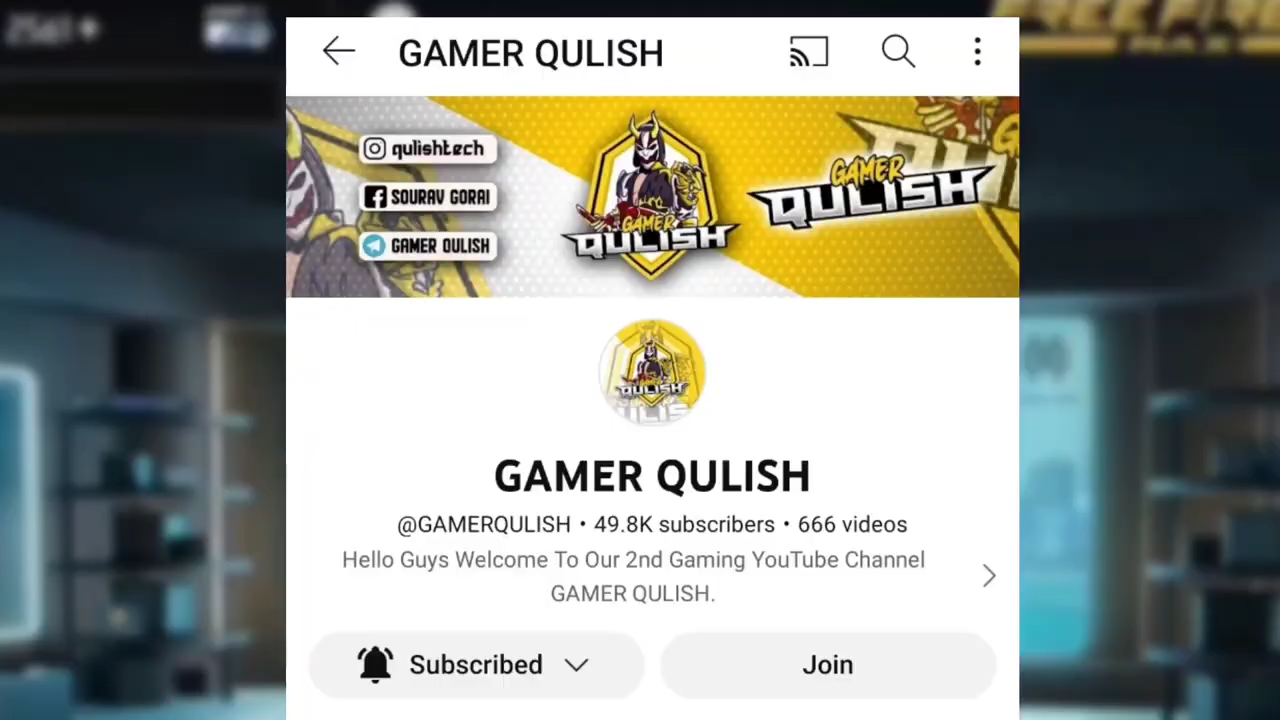 GAMER QULISH
qulishtech
SOURAV GORAI
GAMER QULISH
GAMER
QULISH
GAMER
QULISH
QULISH
GAMER QULISH
@GAMERQULISH • 49.8K subscribers • 666 videos
Hello Guys Welcome To Our 2nd Gaming YouTube Channel
GAMER QULISH.
Subscribed
Join